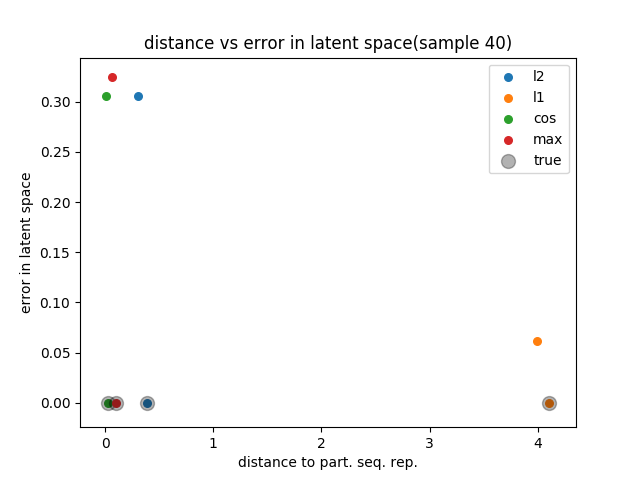 distance vs error in latent space(sample 40)
error in latent space
0.30
0.25
0.20
0.15
0.10
0.05
0.00
l2
l1
cos
max
true
0 1 2 3 4
distance to part. seq. rep.